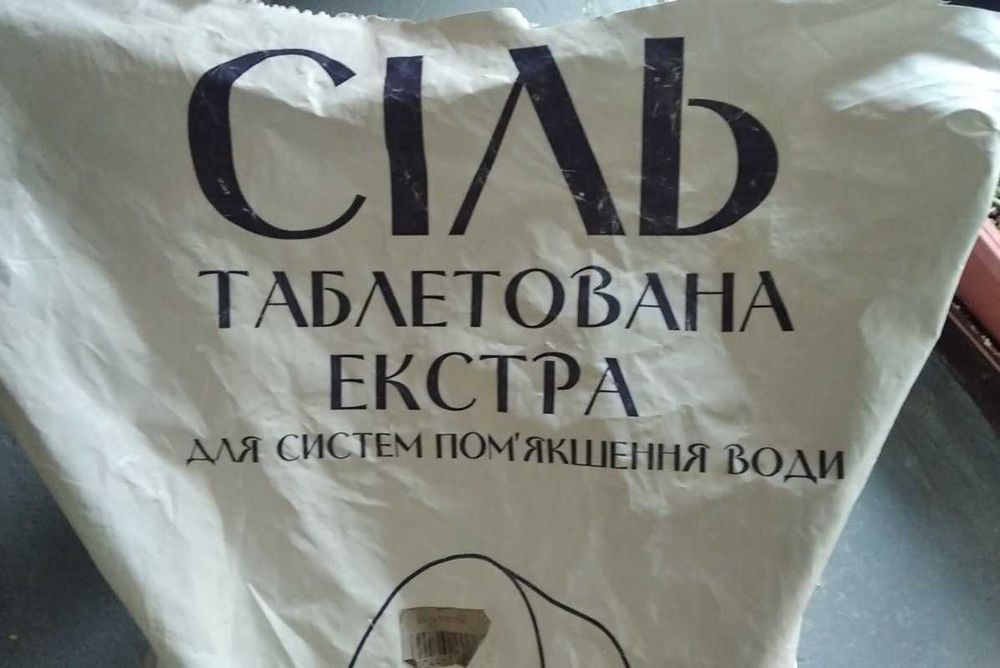 СІЛЬ
ТАБЛЕТОВАНА
ЕКСТРА
ДЛЯ СИСТЕМ ПОМ'ЯКШЕННЯ ВОДИ